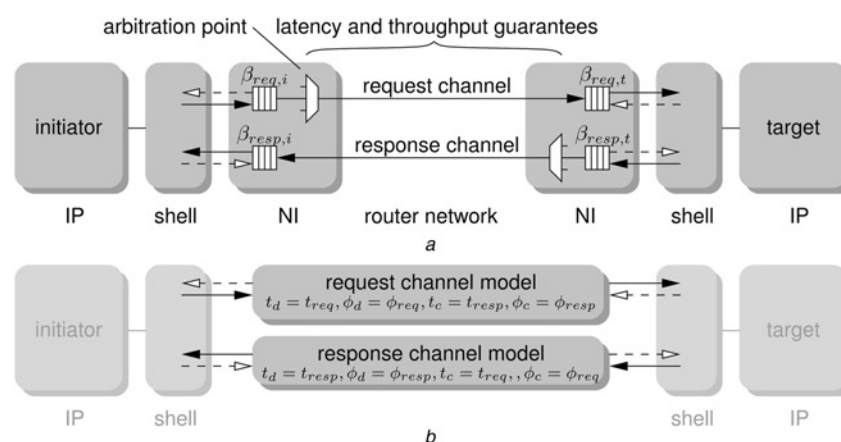 arbitration point latency and throughput guarantees
β_{req,i} β_{req,t}
request channel
initiator target
β_{resp,i} β_{resp,t}
response channel
IP shell NI router network NI shell IP
a
request channel model
t_d = t_{req}, ϕ_d = ϕ_{req}, t_c = t_{resp}, ϕ_c = ϕ_{resp}
initiator target
response channel model
t_d = t_{resp}, ϕ_d = ϕ_{resp}, t_c = t_{req}, , ϕ_c = ϕ_{req}
IP shell shell IP
b